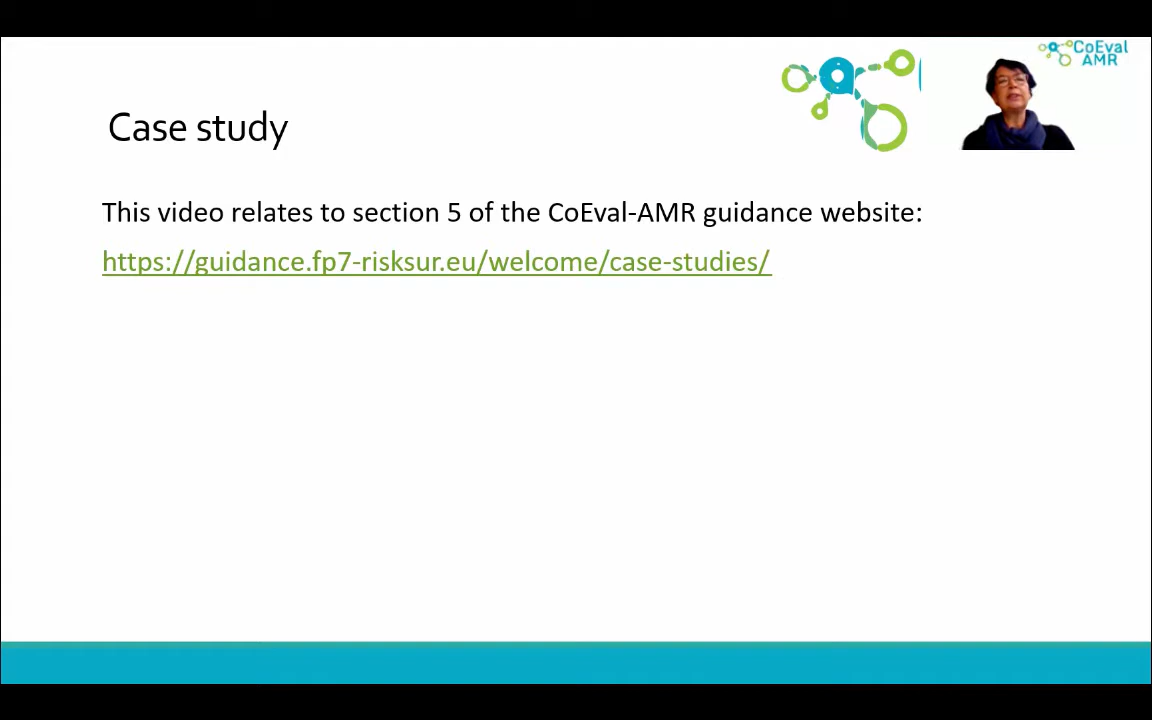 CoEval
AMR
Case study
This video relates to section 5 of the CoEval-AMR guidance website:
https://guidance.fp7-risksur.eu/welcome/case-studies/